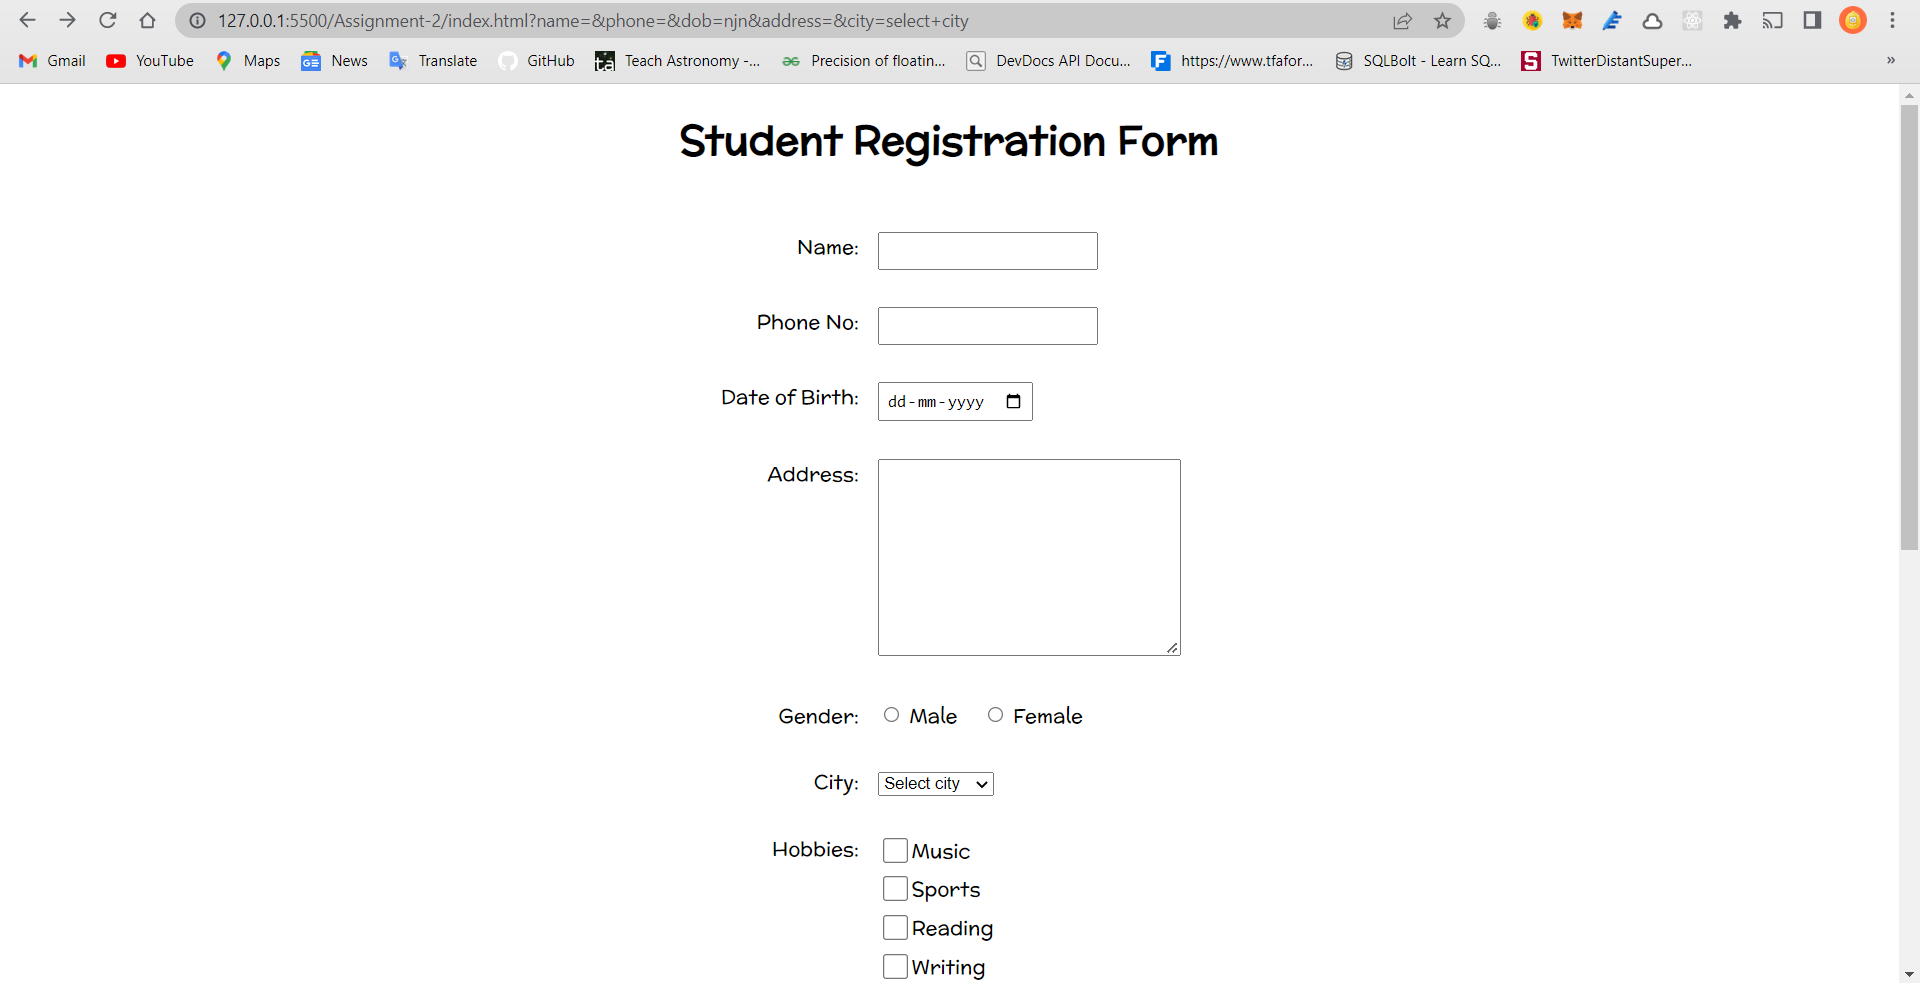 127.0.0.1:5500/Assignment-2/index.html?name=&phone=&dob=njn&address=&city=select+city
Gmail YouTube Maps News Translate GitHub Teach Astronomy -... Precision of floatin... DevDocs API Docu... https://www.tfafor... SQLBolt - Learn SQ... TwitterDistantSuper... »
Student Registration Form
Name:
Phone No:
Date of Birth: dd-mm-yyyy
Address:
Gender: Male Female
City: Select city
Hobbies: Music
Sports
Reading
Writing